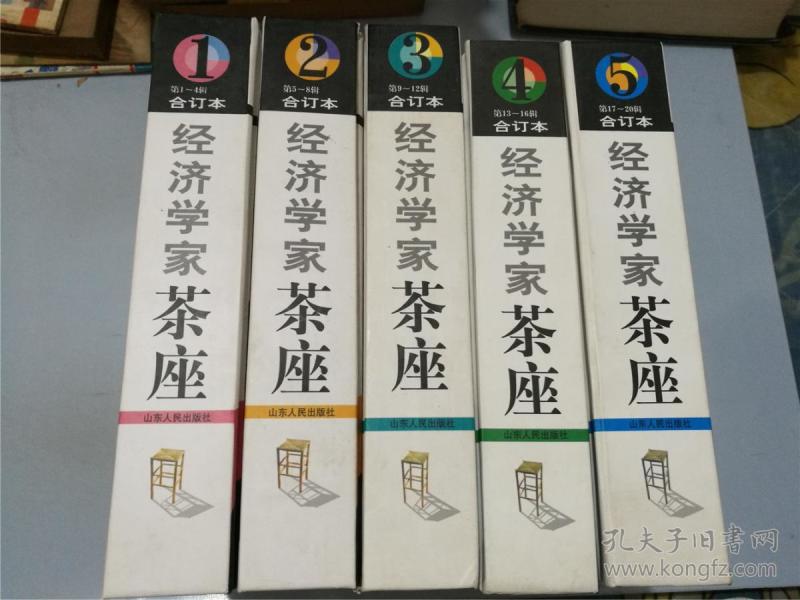 1
第1~4辑
合订本
经济学家
茶座
山东人民出版社
2
第5~8辑
合订本
经济学家
茶座
山东人民出版社
3
第9~12辑
合订本
经济学家
茶座
山东人民出版社
4
第13~16辑
合订本
经济学家
茶座
山东人民出版社
5
第17~20辑
合订本
经济学家
茶座
山东人民出版社
孔夫子旧书网
www.kongfz.com